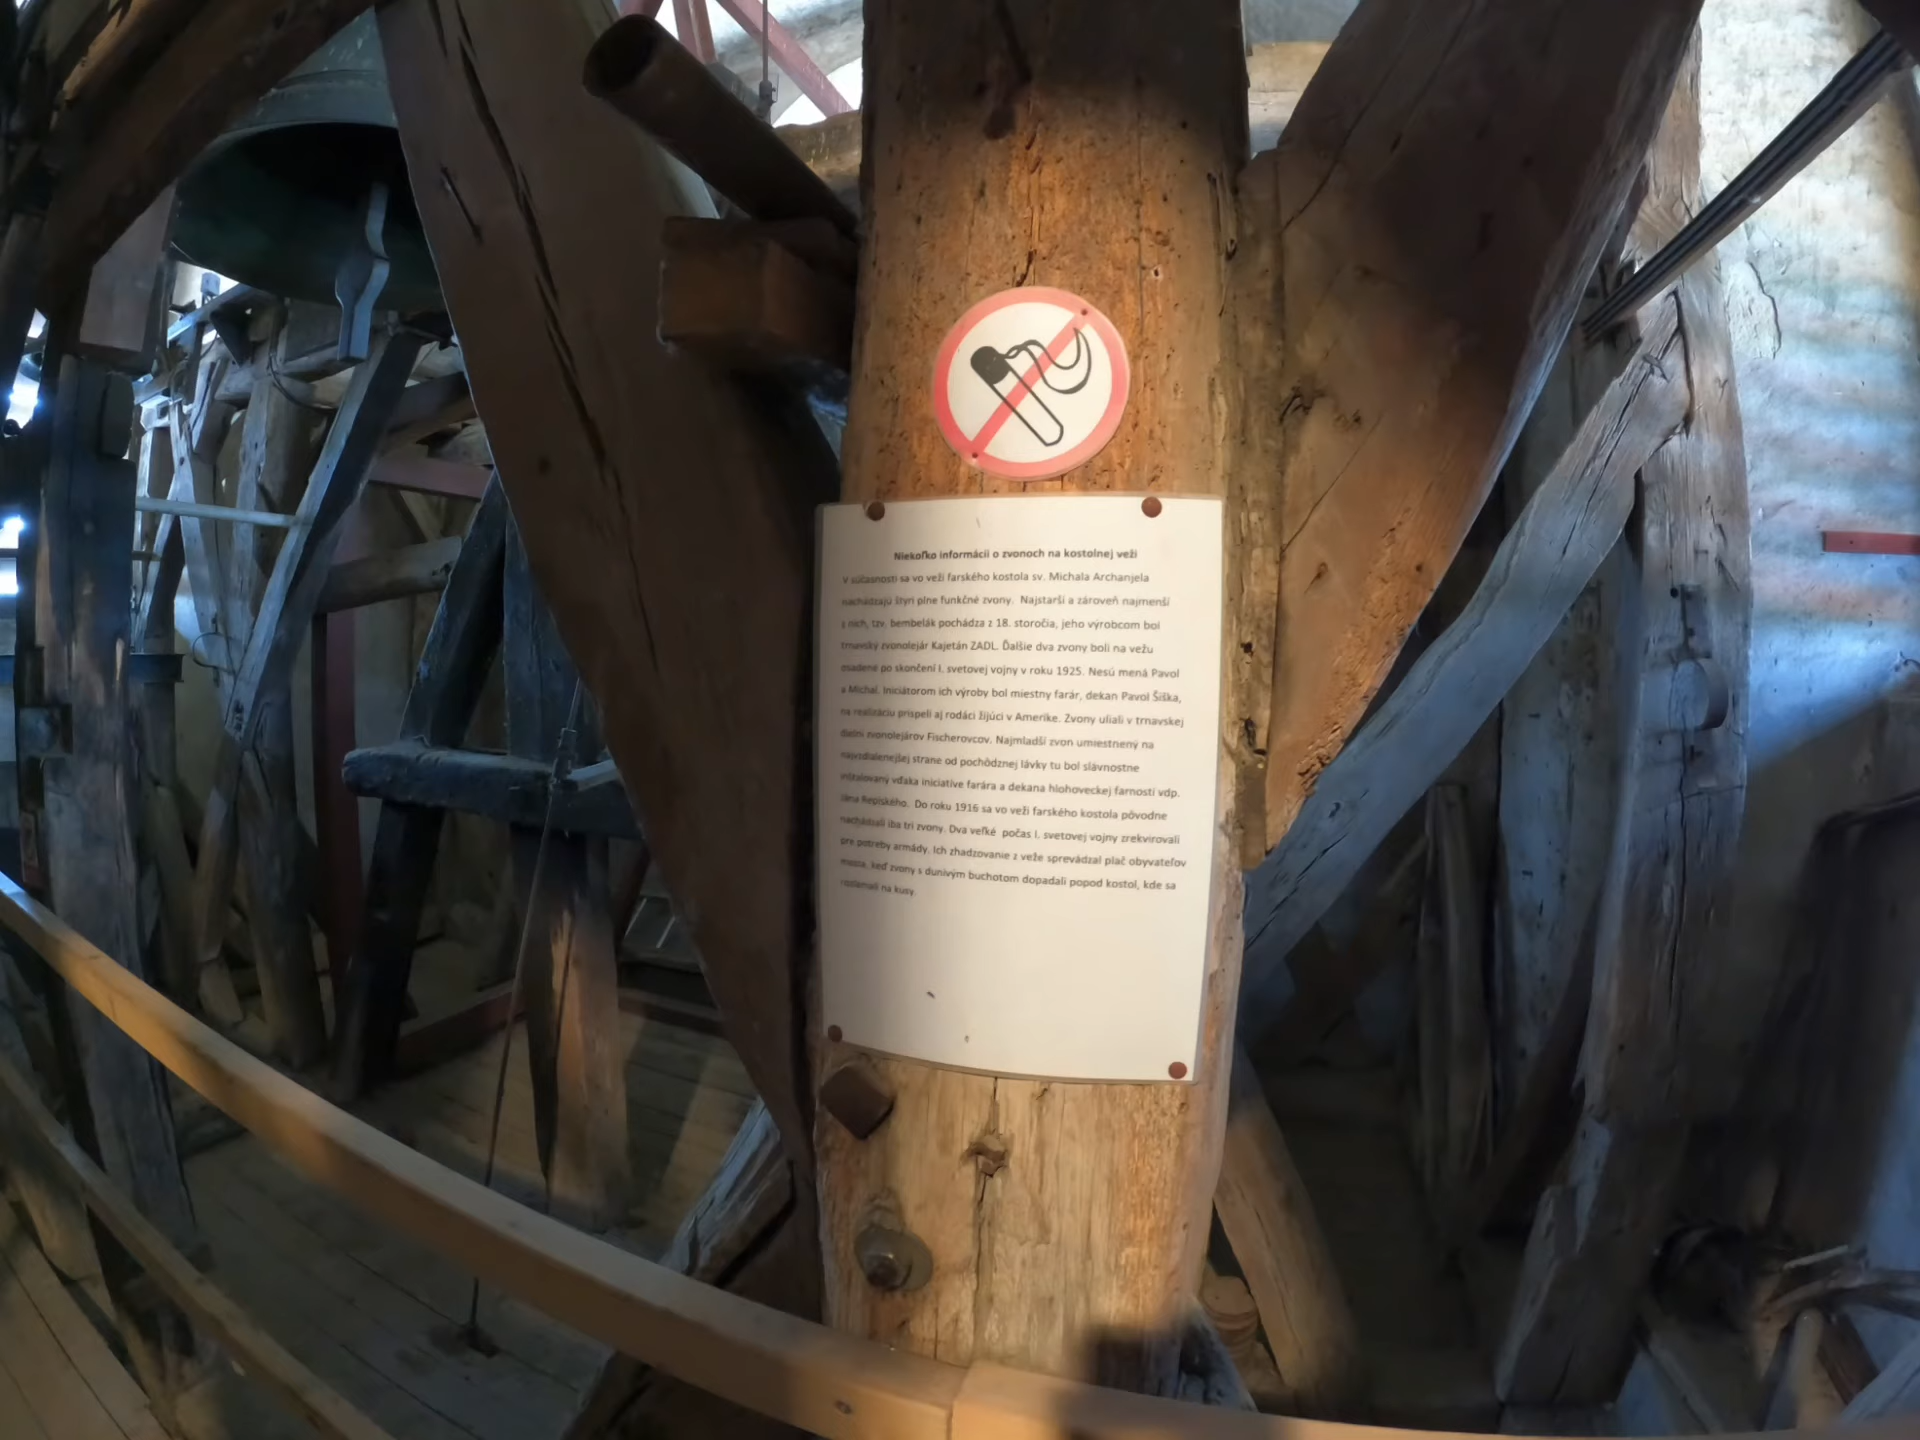 Niekoľko informácii o zvonoch na kostolnej veži
V súčasnosti sa vo veži farského kostola sv. Michala Archanjela
nachádzajú štyri plne funkčné zvony. Najstarší a zároveň najmenší
z nich, tzv. bembelák pochádza z 18. storočia, jeho výrobcom bol
trnavský zvonolejár Kajetán ZADL. Ďalšie dva zvony boli na vežu
osadené po skončení I. svetovej vojny v roku 1925. Nesú mená Pavol
a Michal. Iniciátorom ich výroby bol miestny farár, dekan Pavol Šiška,
na realizáciu prispeli aj rodáci žijúci v Amerike. Zvony uliali v trnavskej
dielni zvonolejárov Fischerovcov. Najmladší zvon umiestnený na
najvzdialenejšej strane od pochôdznej lávky tu bol slávnostne
inštalovaný vďaka iniciatíve farára a dekana hlohoveckej farnosti vdp.
Jána Repiského. Do roku 1916 sa vo veži farského kostola pôvodne
nachádzali iba tri zvony. Dva veľké počas I. svetovej vojny zrekvirovali
pre potreby armády. Ich zhadzovanie z veže sprevádzal plač obyvateľov
mesta, keď zvony s dunivým buchotom dopadali popod kostol, kde sa
rozlámali na kusy.